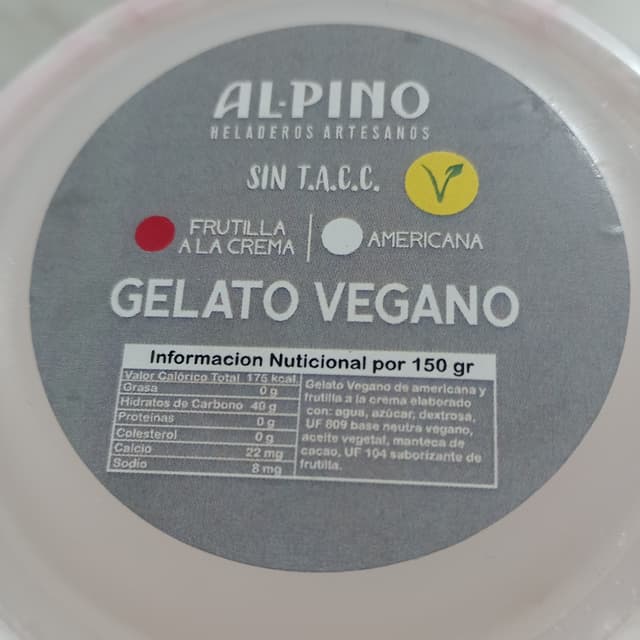 AL-PINO
HELADEROS ARTESANOS
SIN T.A.C.C.
FRUTILLA
A LA CREMA
AMERICANA
GELATO VEGANO
Informacion Nuticional por 150 gr
Valor Calórico Total 175 kcal
Grasa 0 g
Hidratos de Carbono 40 g
Proteinas 0 g
Colesterol 0 g
Calcio 22 mg
Sodio 8 mg
Gelato Vegano de americana y
frutilla a la crema elaborado
con: agua, azúcar, dextrosa,
UF 809 base neutra vegano,
aceite vegetal, manteca de
cacao, UF 104 saborizante de
frutilla.